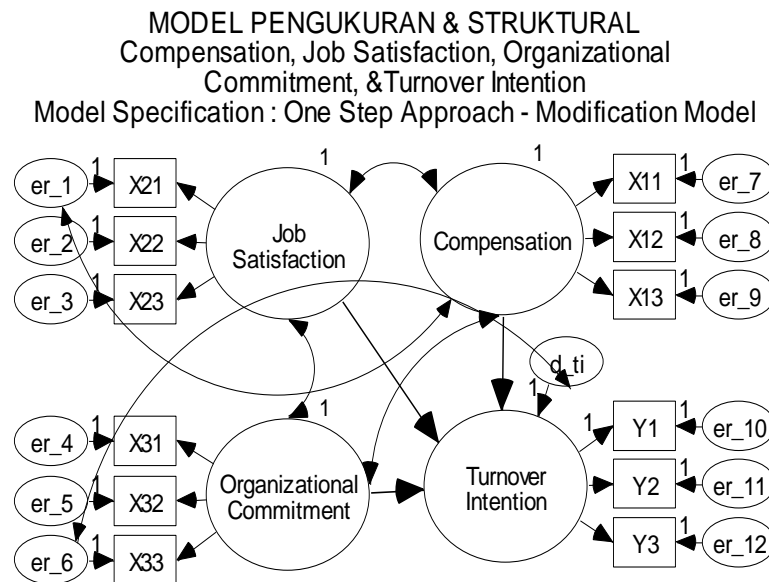 MODEL PENGUKURAN & STRUKTURAL
Compensation, Job Satisfaction, Organizational
Commitment, &Turnover Intention
Model Specification : One Step Approach - Modification Model
er_1 1 X21
er_2 1 X22
er_3 1 X23
1
Job
Satisfaction
1
Compensation
X11 1 er_7
X12 1 er_8
X13 1 er_9
d_ti
1
er_4 1 X31
er_5 1 X32
er_6 1 X33
1
Organizational
Commitment
Turnover
Intention
1 Y1 1 er_10
Y2 1 er_11
Y3 1 er_12